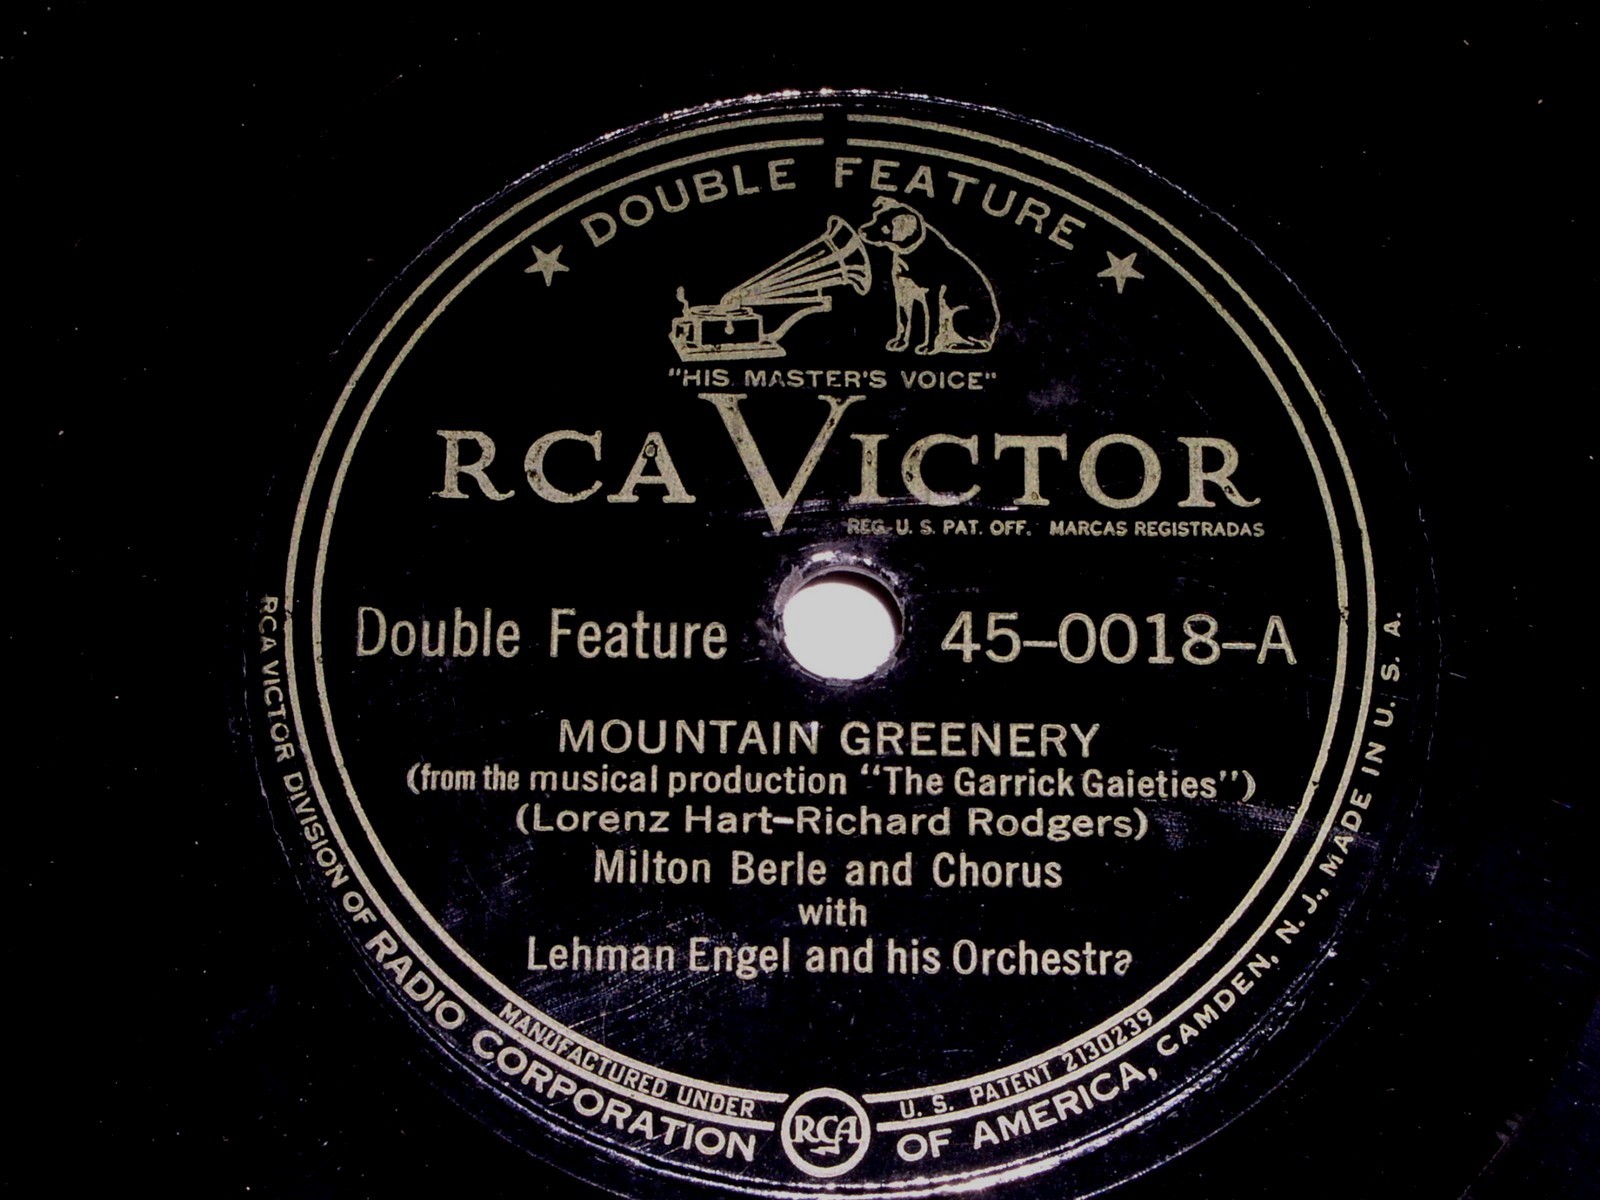 DOUBLE FEATURE
"HIS MASTER'S VOICE"
RCA VICTOR
REG. U. S. PAT. OFF. MARCAS REGISTRADAS
Double Feature 45-0018-A
MOUNTAIN GREENERY
(from the musical production "The Garrick Gaieties")
(Lorenz Hart-Richard Rodgers)
Milton Berle and Chorus
with
Lehman Engel and his Orchestra
MANUFACTURED UNDER U. S. PATENT 2130239
RCA VICTOR DIVISION OF RADIO CORPORATION OF AMERICA, CAMDEN, N. J., MADE IN U. S. A.
RCA